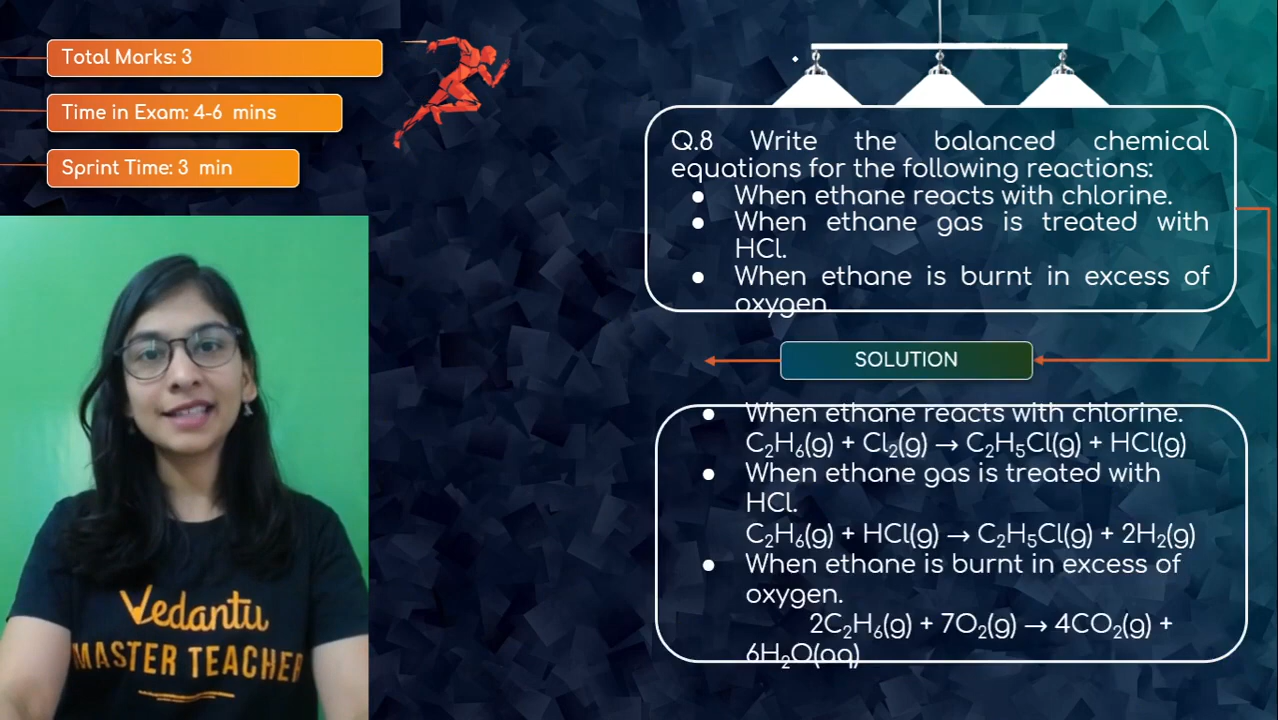 Total Marks: 3
Time in Exam: 4-6 mins
Sprint Time: 3 min
Q.8 Write the balanced chemical
equations for the following reactions:
● When ethane reacts with chlorine.
● When ethane gas is treated with
HCl.
● When ethane is burnt in excess of
oxygen
SOLUTION
● When ethane reacts with chlorine.
C₂H₆(g) + Cl₂(g) → C₂H₅Cl(g) + HCl(g)
● When ethane gas is treated with
HCl.
C₂H₆(g) + HCl(g) → C₂H₅Cl(g) + 2H₂(g)
● When ethane is burnt in excess of
oxygen.
2C₂H₆(g) + 7O₂(g) → 4CO₂(g) +
6H₂O(aq)
Vedantu
MASTER TEACHER